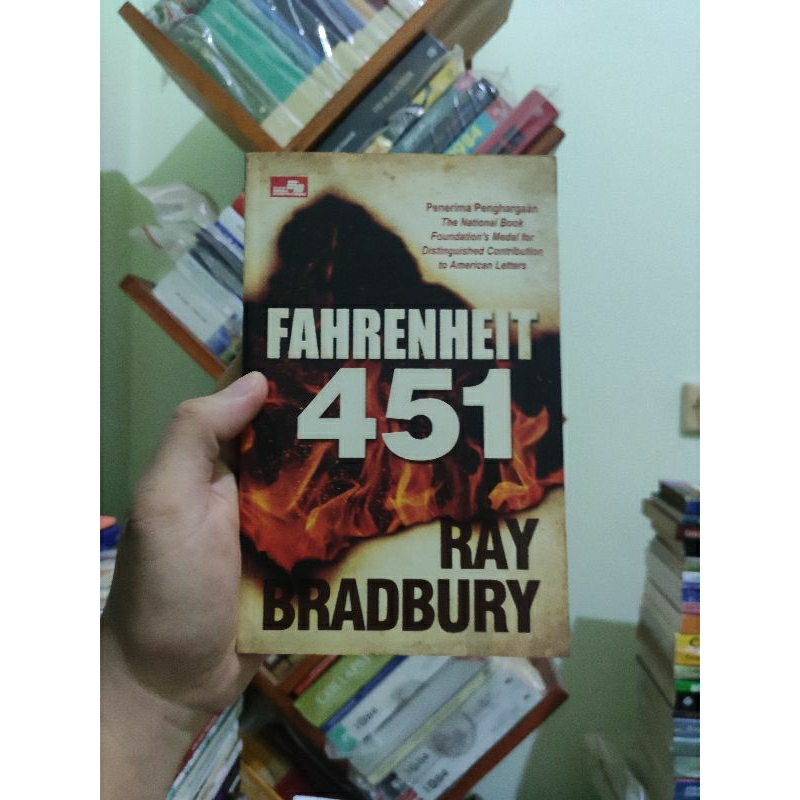 Penerima Penghargaan
The National Book
Foundation's Medal for
Distinguished Contribution
to American Letters
FAHRENHEIT
451
RAY
BRADBURY